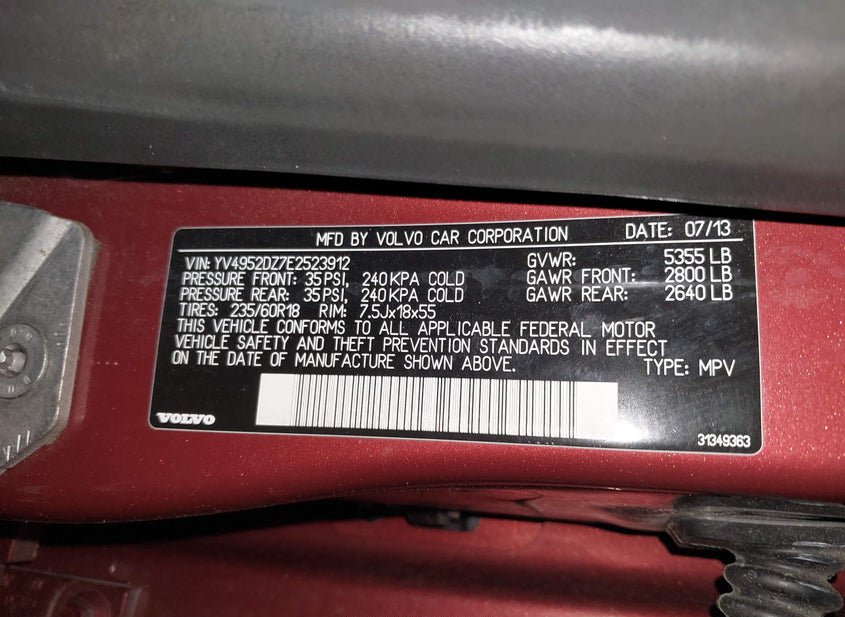 MFD BY VOLVO CAR CORPORATION DATE: 07/13
VIN: YV4952DZ7E2523912 GVWR: 5355 LB
PRESSURE FRONT: 35 PSI, 240 KPA COLD GAWR FRONT: 2800 LB
PRESSURE REAR: 35 PSI, 240 KPA COLD GAWR REAR: 2640 LB
TIRES: 235/60R18 RIM: 7.5Jx18x55
THIS VEHICLE CONFORMS TO ALL APPLICABLE FEDERAL MOTOR
VEHICLE SAFETY AND THEFT PREVENTION STANDARDS IN EFFECT
ON THE DATE OF MANUFACTURE SHOWN ABOVE. TYPE: MPV
VOLVO 31349363